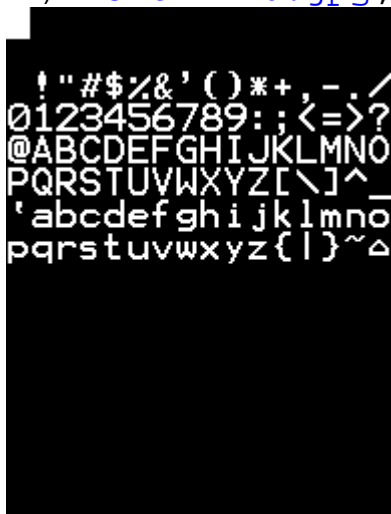 !"#$%&'()*+,-./
0123456789:;<=>?
@ABCDEFGHIJKLMNO
PQRSTUVWXYZ[\]^_
'abcdefghijklmno
pqrstuvwxyz{|}~⌂